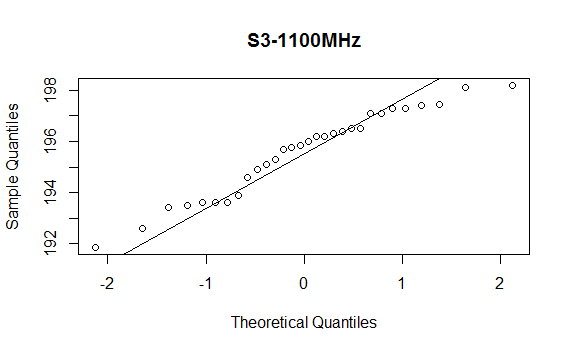 S3-1100MHz
Sample Quantiles
198
196
194
192
-2 -1 0 1 2
Theoretical Quantiles